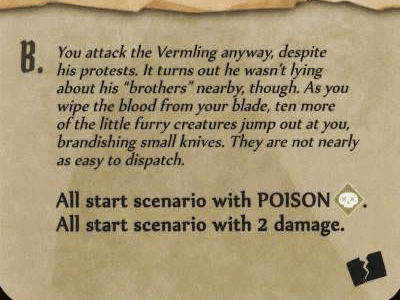 B.
You attack the Vermling anyway, despite
his protests. It turns out he wasn't lying
about his “brothers” nearby, though. As you
wipe the blood from your blade, ten more
of the little furry creatures jump out at you,
brandishing small knives. They are not nearly
as easy to dispatch.
All start scenario with POISON .
All start scenario with 2 damage.